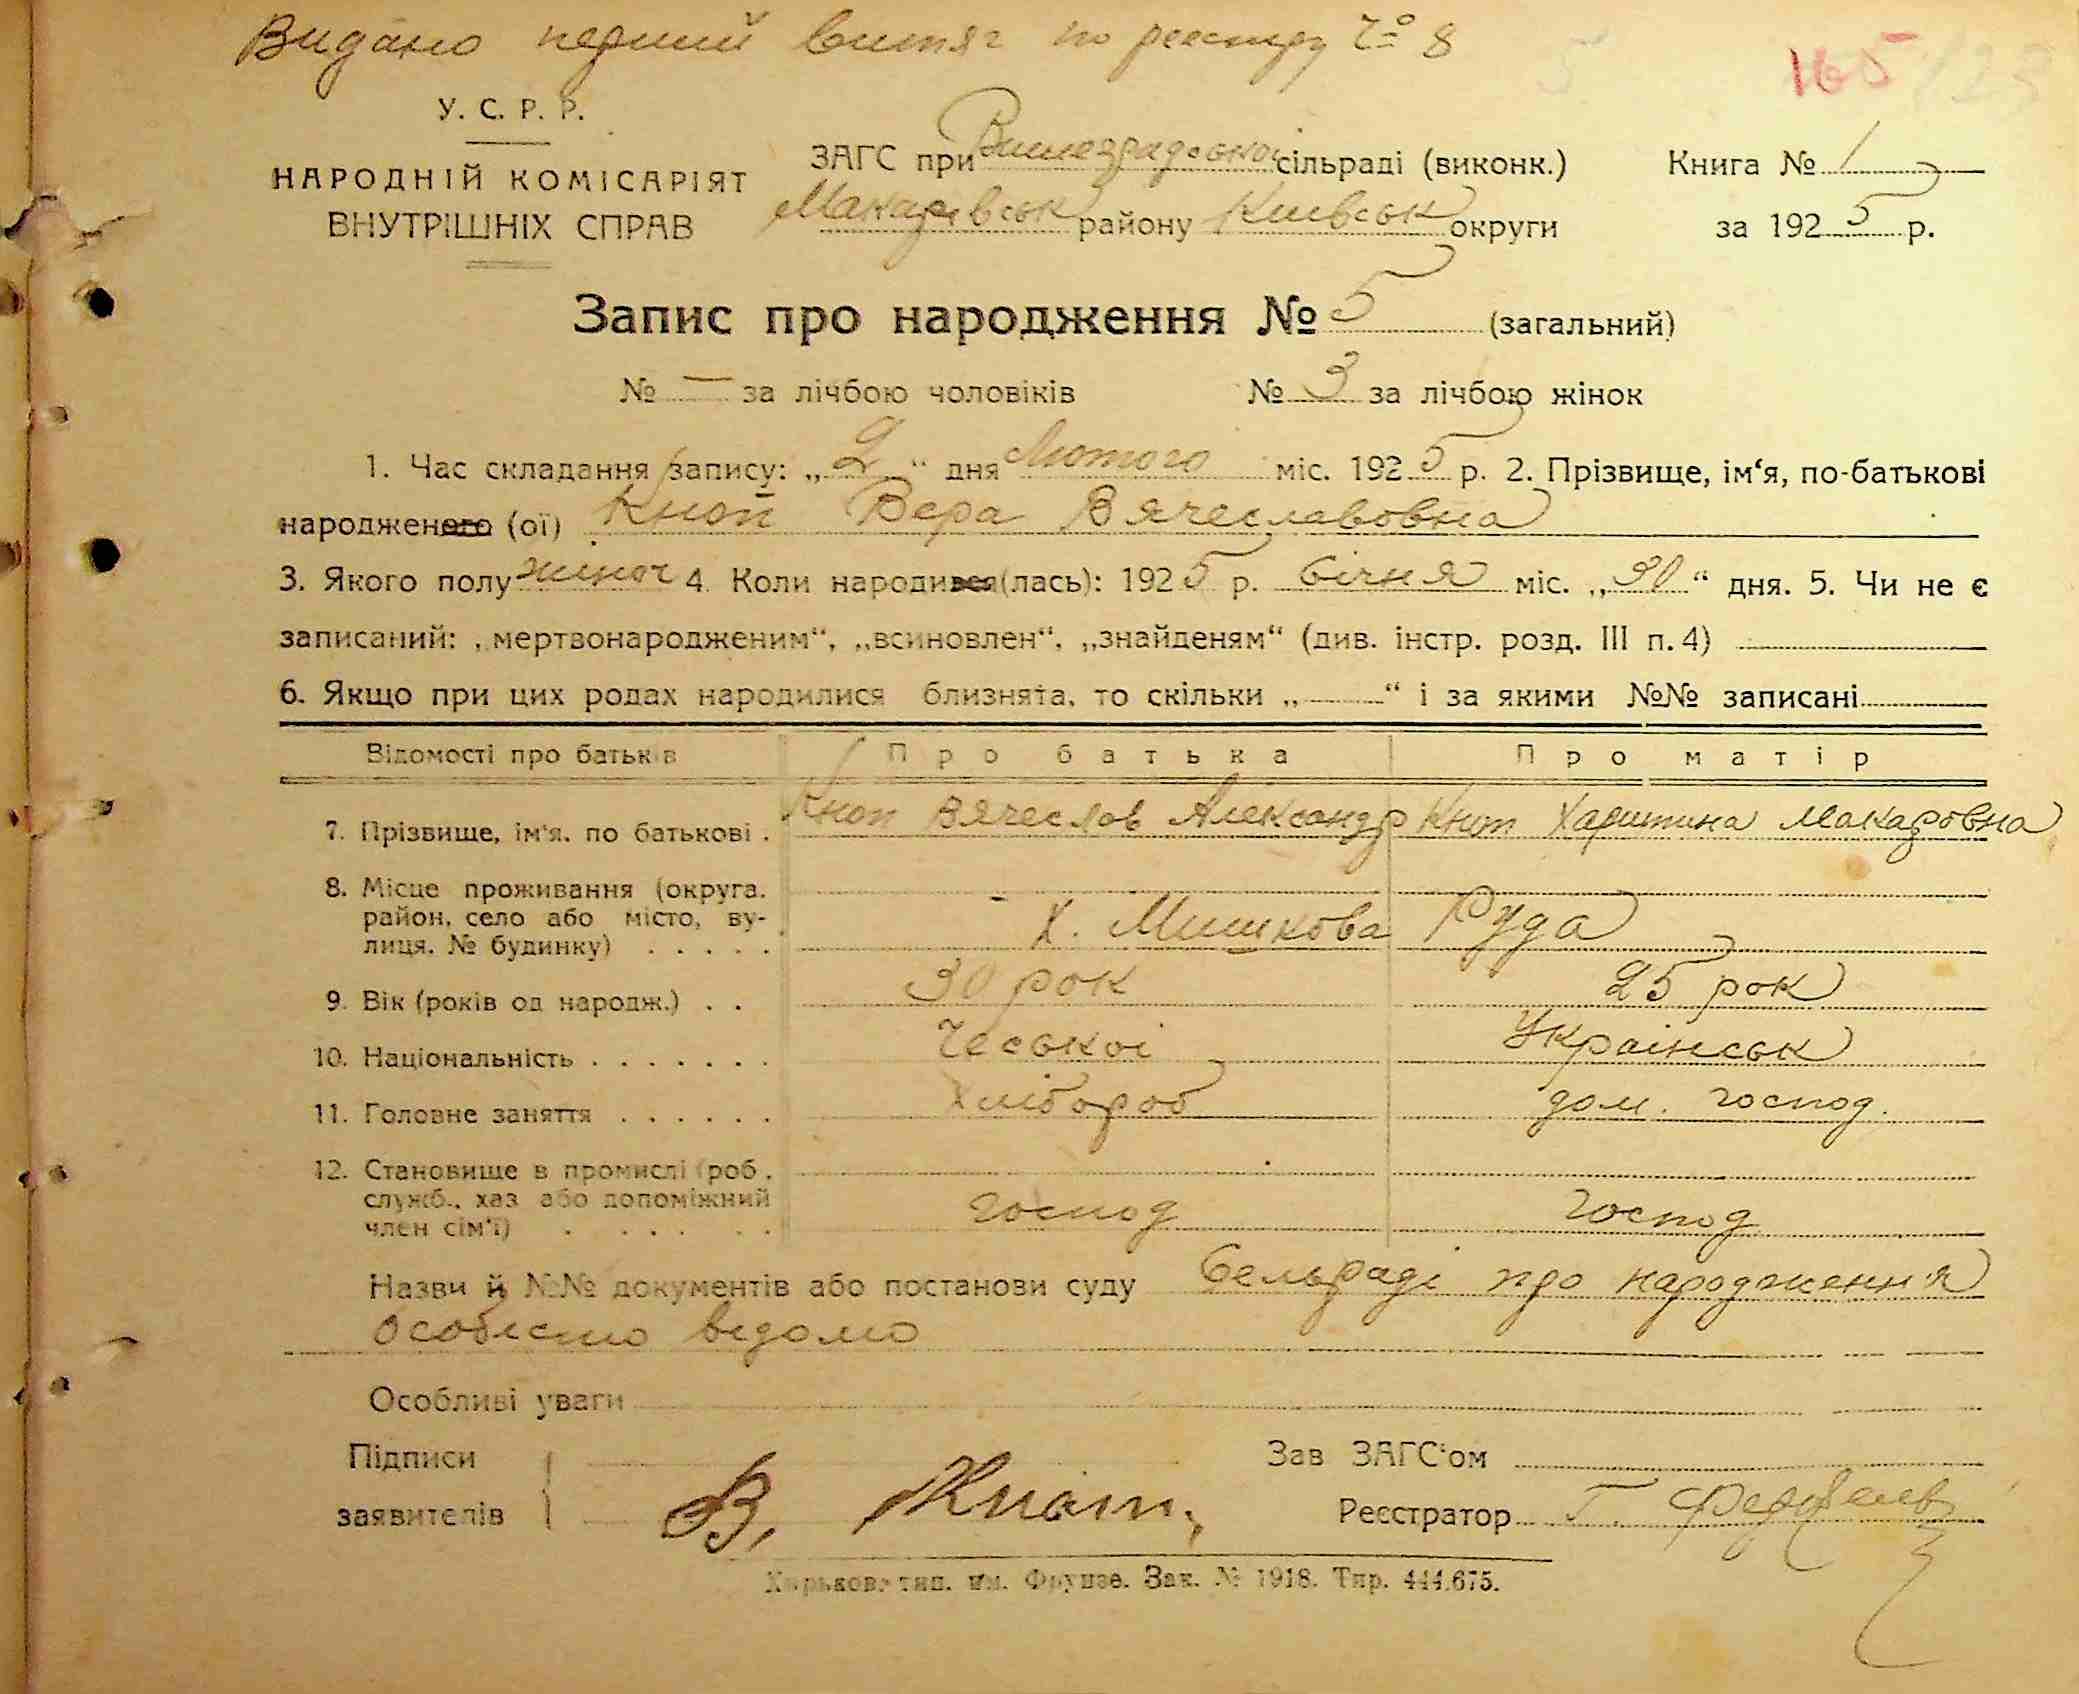 Видано перший витяг по реєстру № 8
165
У. С. Р. Р.
НАРОДНІЙ КОМІСАРІЯТ
ВНУТРІШНІХ СПРАВ
ЗАГС при Вишеградської сільраді (виконк.)
Макарівськ району Київськ округи
Книга № 1
за 1925 р.
Запис про народження № 5 (загальний)
№ — за лічбою чоловіків № 3 за лічбою жінок
1. Час складання запису: „2“ дня Лютого міс. 1925 р. 2. Прізвище, ім‘я, по-батькові
народженого (ої) Кноп Вера Вячеславовна
3. Якого полу жіноч 4. Коли народився(лась): 1925 р. Січня міс. „30“ дня. 5. Чи не є
записаний: „мертвонародженим“, „всиновлен“, „знайденям“ (див. інстр. розд. III п. 4)
6. Якщо при цих родах народилися близнята, то скільки „——“ і за якими №№ записані
Відомості про батьків Про батька Про матір
7. Прізвище, ім‘я, по батькові . Кноп Вячеслов Александр Кноп Харитина Макаровна
8. Місце проживання (округа.
район, село або місто, ву-
лиця. № будинку) . . . . . Х. Мишкова Руда
9. Вік (років од народж.) . . 30 рок 25 рок
10. Національність . . . . . . . Чеської Українськ
11. Головне заняття . . . . . . Хлібороб дом. господ.
12. Становище в промислі (роб.,
служб., хаз або допоміжний
член сім‘ї) . . . . . . господ господ
Назви й №№ документів або постанови суду Сельраді про народження
Особисто відомо
Особливі уваги
Підписи
заявителів В. Кноп,
Зав ЗАГС‘ом
Реєстратор Г.
Харьков, тип. им. Фрунзе. Зак. № 1918. Тир. 444.675.